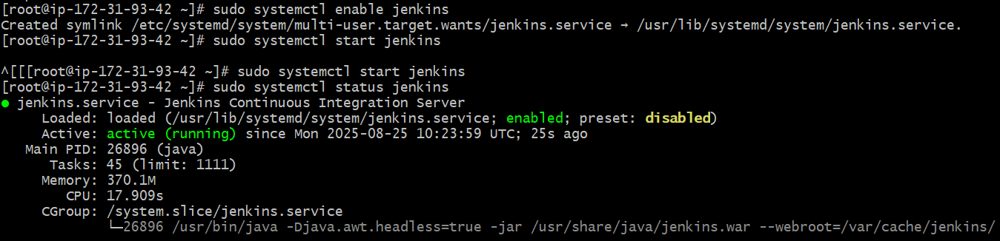 [root@ip-172-31-93-42 ~]# sudo systemctl enable jenkins
Created symlink /etc/systemd/system/multi-user.target.wants/jenkins.service → /usr/lib/systemd/system/jenkins.service.
[root@ip-172-31-93-42 ~]# sudo systemctl start jenkins
^[[[root@ip-172-31-93-42 ~]# sudo systemctl start jenkins
[root@ip-172-31-93-42 ~]# sudo systemctl status jenkins
● jenkins.service - Jenkins Continuous Integration Server
     Loaded: loaded (/usr/lib/systemd/system/jenkins.service; enabled; preset: disabled)
     Active: active (running) since Mon 2025-08-25 10:23:59 UTC; 25s ago
   Main PID: 26896 (java)
      Tasks: 45 (limit: 1111)
     Memory: 370.1M
        CPU: 17.909s
     CGroup: /system.slice/jenkins.service
             └─26896 /usr/bin/java -Djava.awt.headless=true -jar /usr/share/java/jenkins.war --webroot=/var/cache/jenkins/